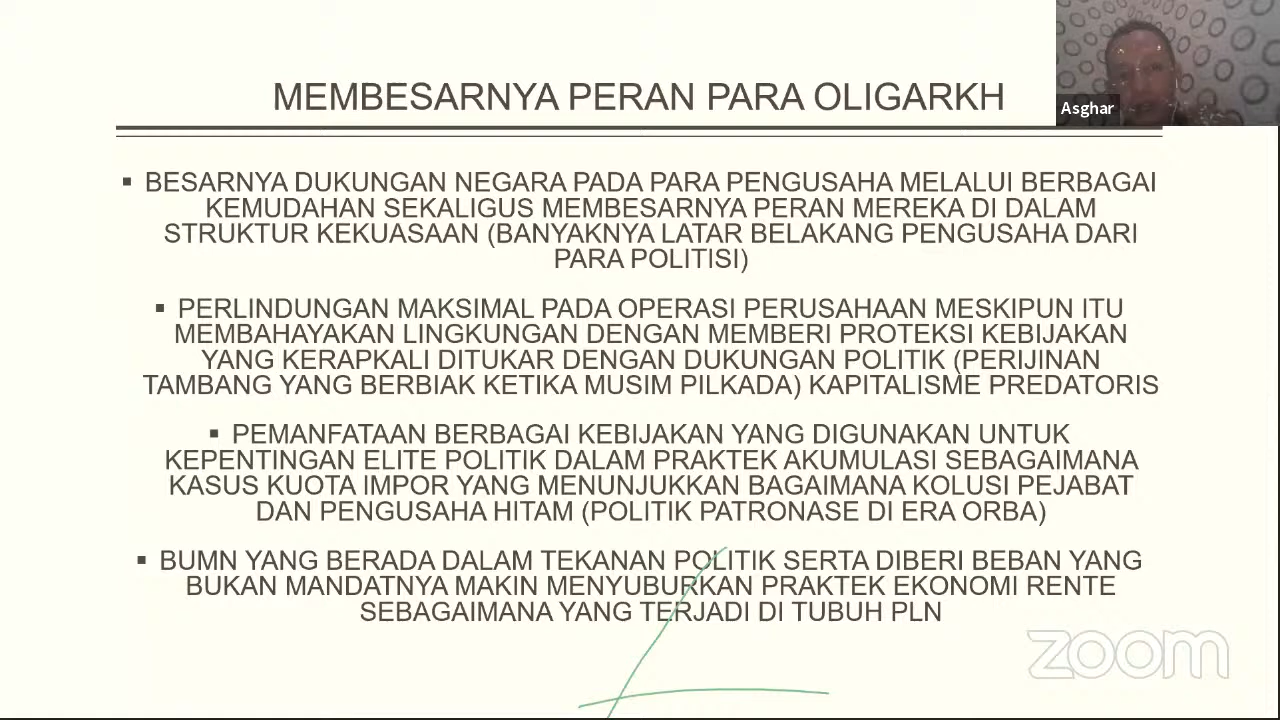 MEMBESARNYA PERAN PARA OLIGARKH
Asghar
▪ BESARNYA DUKUNGAN NEGARA PADA PARA PENGUSAHA MELALUI BERBAGAI
KEMUDAHAN SEKALIGUS MEMBESARNYA PERAN MEREKA DI DALAM
STRUKTUR KEKUASAAN (BANYAKNYA LATAR BELAKANG PENGUSAHA DARI
PARA POLITISI)
▪ PERLINDUNGAN MAKSIMAL PADA OPERASI PERUSAHAAN MESKIPUN ITU
MEMBAHAYAKAN LINGKUNGAN DENGAN MEMBERI PROTEKSI KEBIJAKAN
YANG KERAPKALI DITUKAR DENGAN DUKUNGAN POLITIK (PERIJINAN
TAMBANG YANG BERBIAK KETIKA MUSIM PILKADA) KAPITALISME PREDATORIS
▪ PEMANFATAAN BERBAGAI KEBIJAKAN YANG DIGUNAKAN UNTUK
KEPENTINGAN ELITE POLITIK DALAM PRAKTEK AKUMULASI SEBAGAIMANA
KASUS KUOTA IMPOR YANG MENUNJUKKAN BAGAIMANA KOLUSI PEJABAT
DAN PENGUSAHA HITAM (POLITIK PATRONASE DI ERA ORBA)
▪ BUMN YANG BERADA DALAM TEKANAN POLITIK SERTA DIBERI BEBAN YANG
BUKAN MANDATNYA MAKIN MENYUBURKAN PRAKTEK EKONOMI RENTE
SEBAGAIMANA YANG TERJADI DI TUBUH PLN
zoom